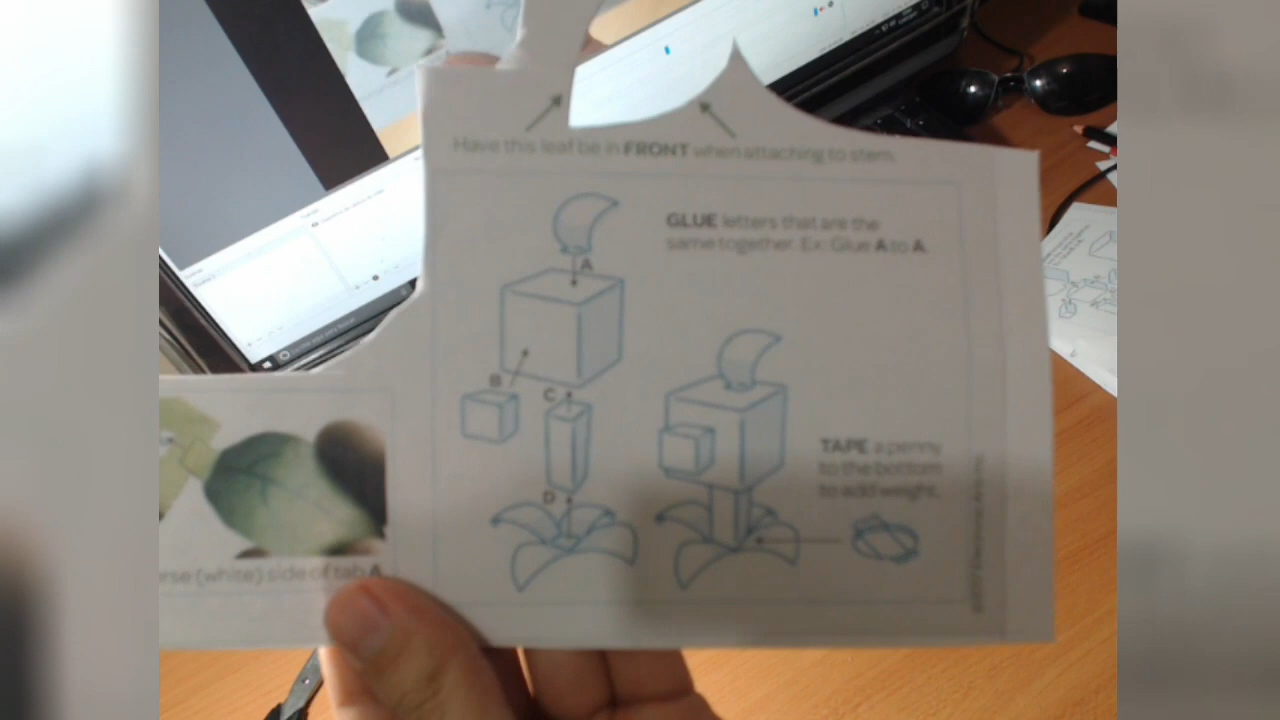 Have this leaf be in FRONT when attaching to stem.
GLUE letters that are the
same together. Ex: Glue A to A.
A
B
C
D
TAPE a penny
to the bottom
to add weight.
(white) side of tab A